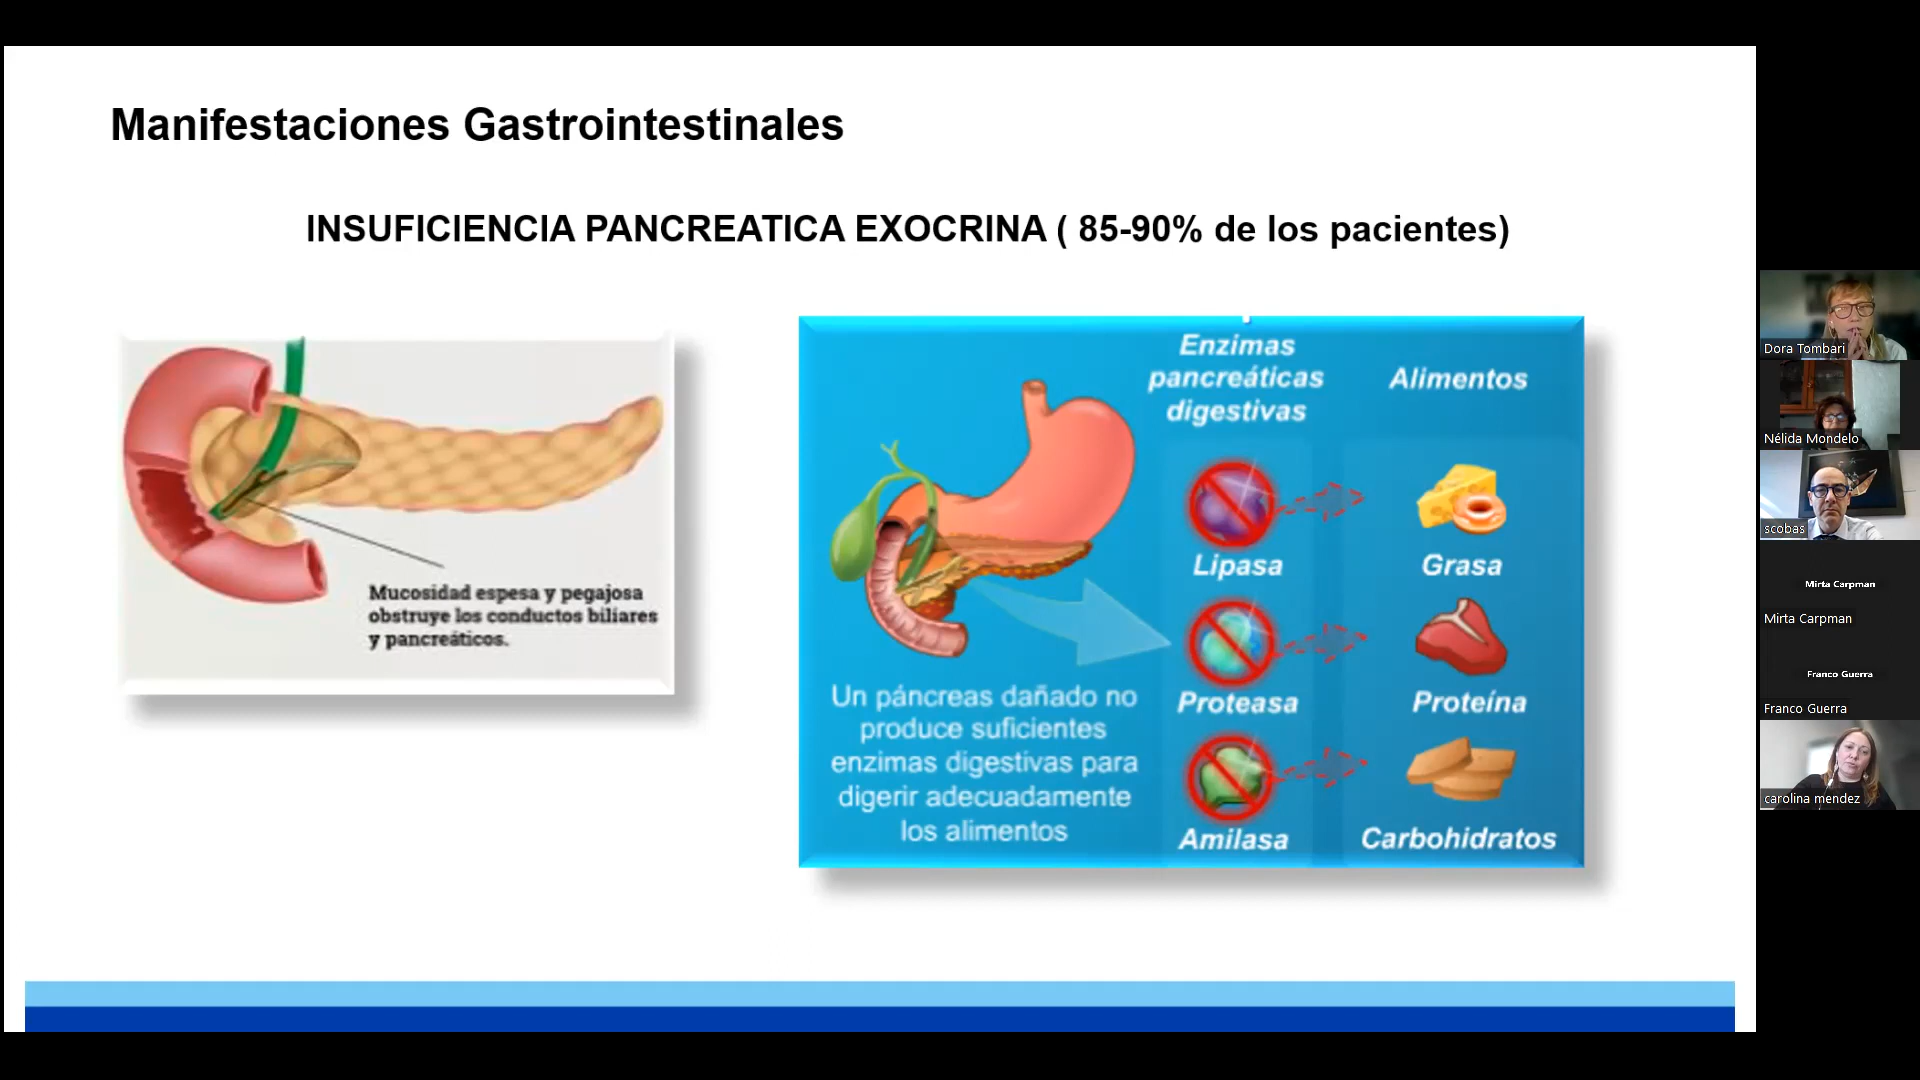 Manifestaciones Gastrointestinales
INSUFICIENCIA PANCREATICA EXOCRINA ( 85-90% de los pacientes)
Mucosidad espesa y pegajosa
obstruye los conductos biliares
y pancreáticos.
Enzimas
pancreáticas
digestivas
Alimentos
Lipasa
Grasa
Proteasa
Proteína
Amilasa
Carbohidratos
Un páncreas dañado no
produce suficientes
enzimas digestivas para
digerir adecuadamente
los alimentos
Dora Tombari
Nélida Mondelo
scobas
Mirta Carpman
Mirta Carpman
Franco Guerra
Franco Guerra
carolina mendez